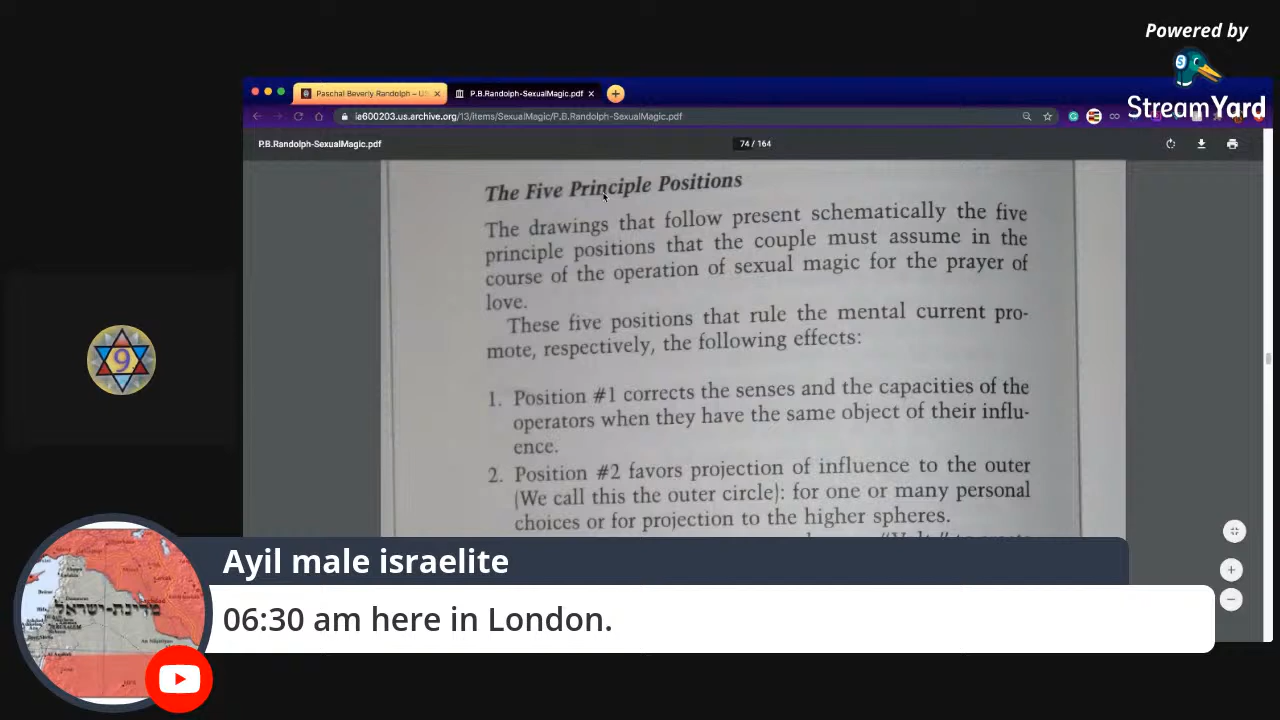 Powered by
StreamYard
Paschal Beverly Randolph – U
P.B.Randolph-SexualMagic.pdf
ia600203.us.archive.org/13/items/SexualMagic/P.B.Randolph-SexualMagic.pdf
P.B.Randolph-SexualMagic.pdf
74 / 164
The Five Principle Positions
The drawings that follow present schematically the five
principle positions that the couple must assume in the
course of the operation of sexual magic for the prayer of
love.
These five positions that rule the mental current pro-
mote, respectively, the following effects:
1. Position #1 corrects the senses and the capacities of the
operators when they have the same object of their influ-
ence.
2. Position #2 favors projection of influence to the outer
(We call this the outer circle): for one or many personal
choices or for projection to the higher spheres.
9
Ayil male israelite
06:30 am here in London.
מדינת-ישראל